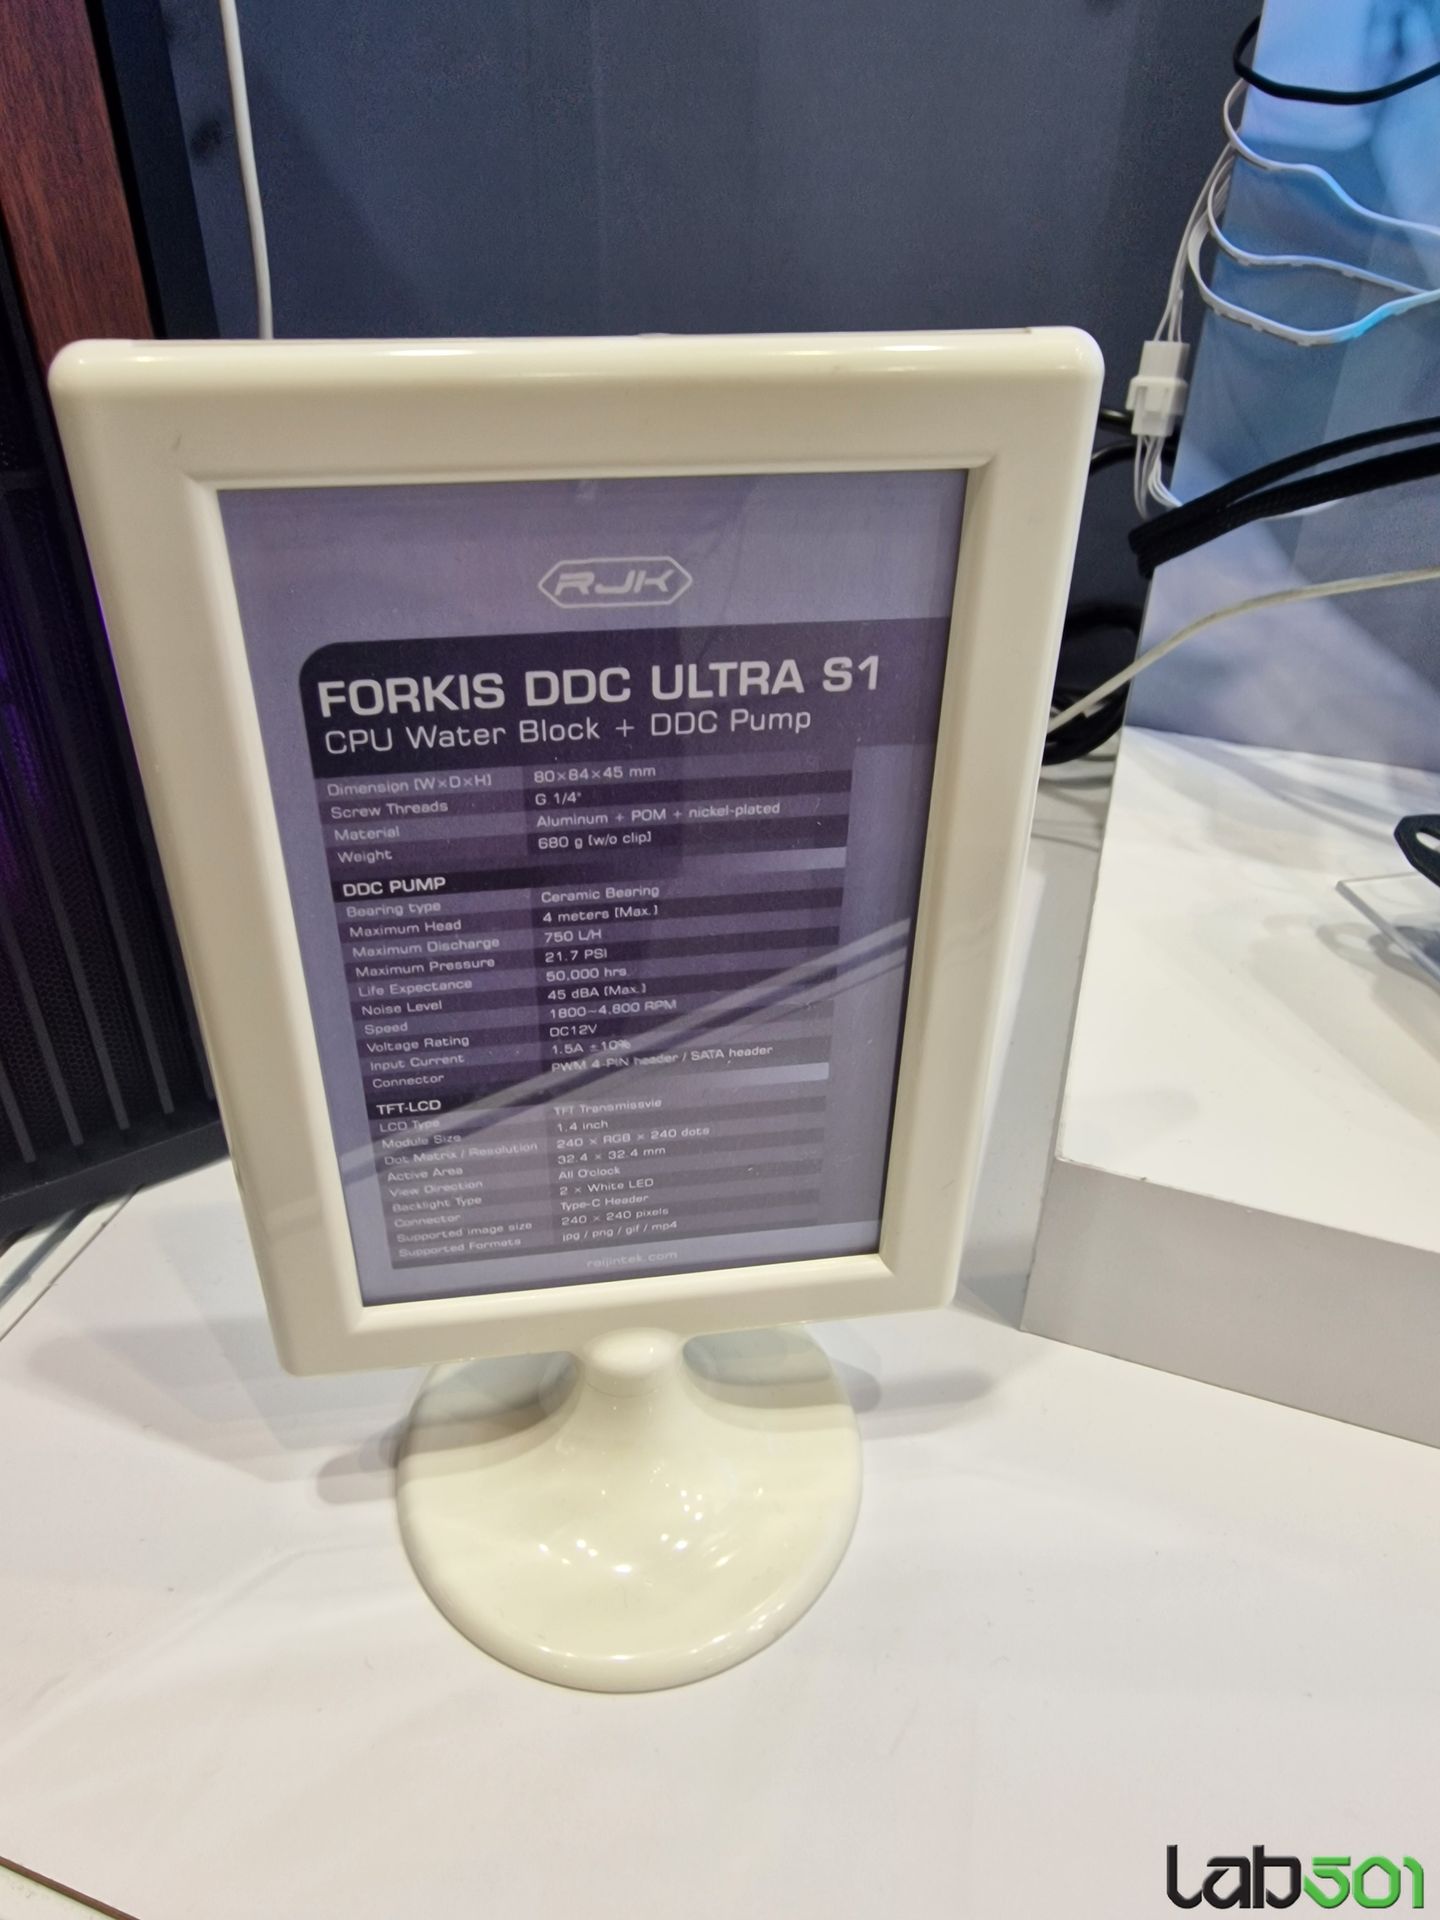 RJK
FORKIS DDC ULTRA S1
CPU Water Block + DDC Pump
Dimension [W×D×H] 80×84×45 mm
Screw Threads G 1/4"
Material Aluminum + POM + nickel-plated
Weight 680 g [w/o clip]
DDC PUMP
Bearing type Ceramic Bearing
Maximum Head 4 meters [Max.]
Maximum Discharge 750 L/H
Maximum Pressure 21.7 PSI
Life Expectance 50,000 hrs
Noise Level 45 dBA [Max.]
Speed 1800~4,800 RPM
Voltage Rating DC12V
Input Current 1.5A ±10%
Connector PWM 4-PIN header / SATA header
TFT-LCD
LCD Type TFT Transmissvie
Module Size 1.4 inch
Dot Matrix / Resolution 240 × RGB × 240 dots
Active Area 32.4 × 32.4 mm
View Direction All O'clock
Backlight Type 2 × White LED
Connector Type-C Header
Supported image size 240 × 240 pixels
Supported Formats jpg / png / gif / mp4
raijintek.com
Lab501